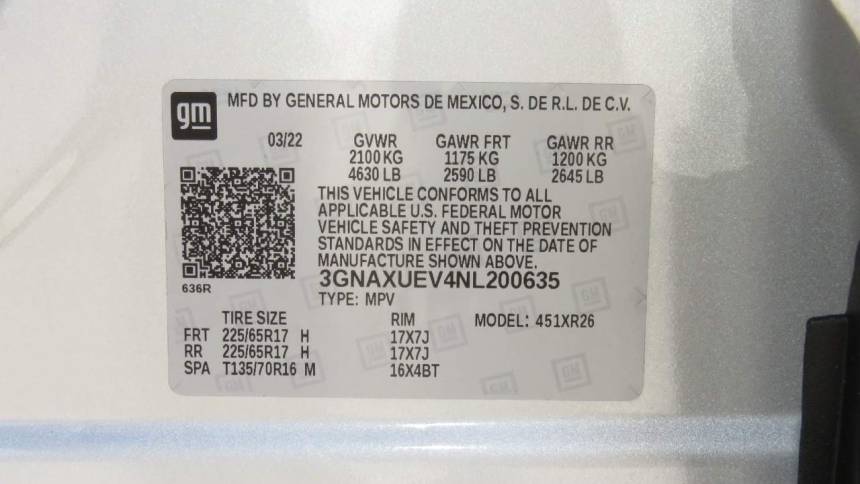 gm MFD BY GENERAL MOTORS DE MEXICO, S. DE R.L. DE C.V.
03/22 GVWR GAWR FRT GAWR RR
2100 KG 1175 KG 1200 KG
4630 LB 2590 LB 2645 LB
THIS VEHICLE CONFORMS TO ALL
APPLICABLE U.S. FEDERAL MOTOR
VEHICLE SAFETY AND THEFT PREVENTION
STANDARDS IN EFFECT ON THE DATE OF
MANUFACTURE SHOWN ABOVE.
636R 3GNAXUEV4NL200635
TYPE: MPV
TIRE SIZE RIM MODEL: 451XR26
FRT 225/65R17 H 17X7J
RR 225/65R17 H 17X7J
SPA T135/70R16 M 16X4BT